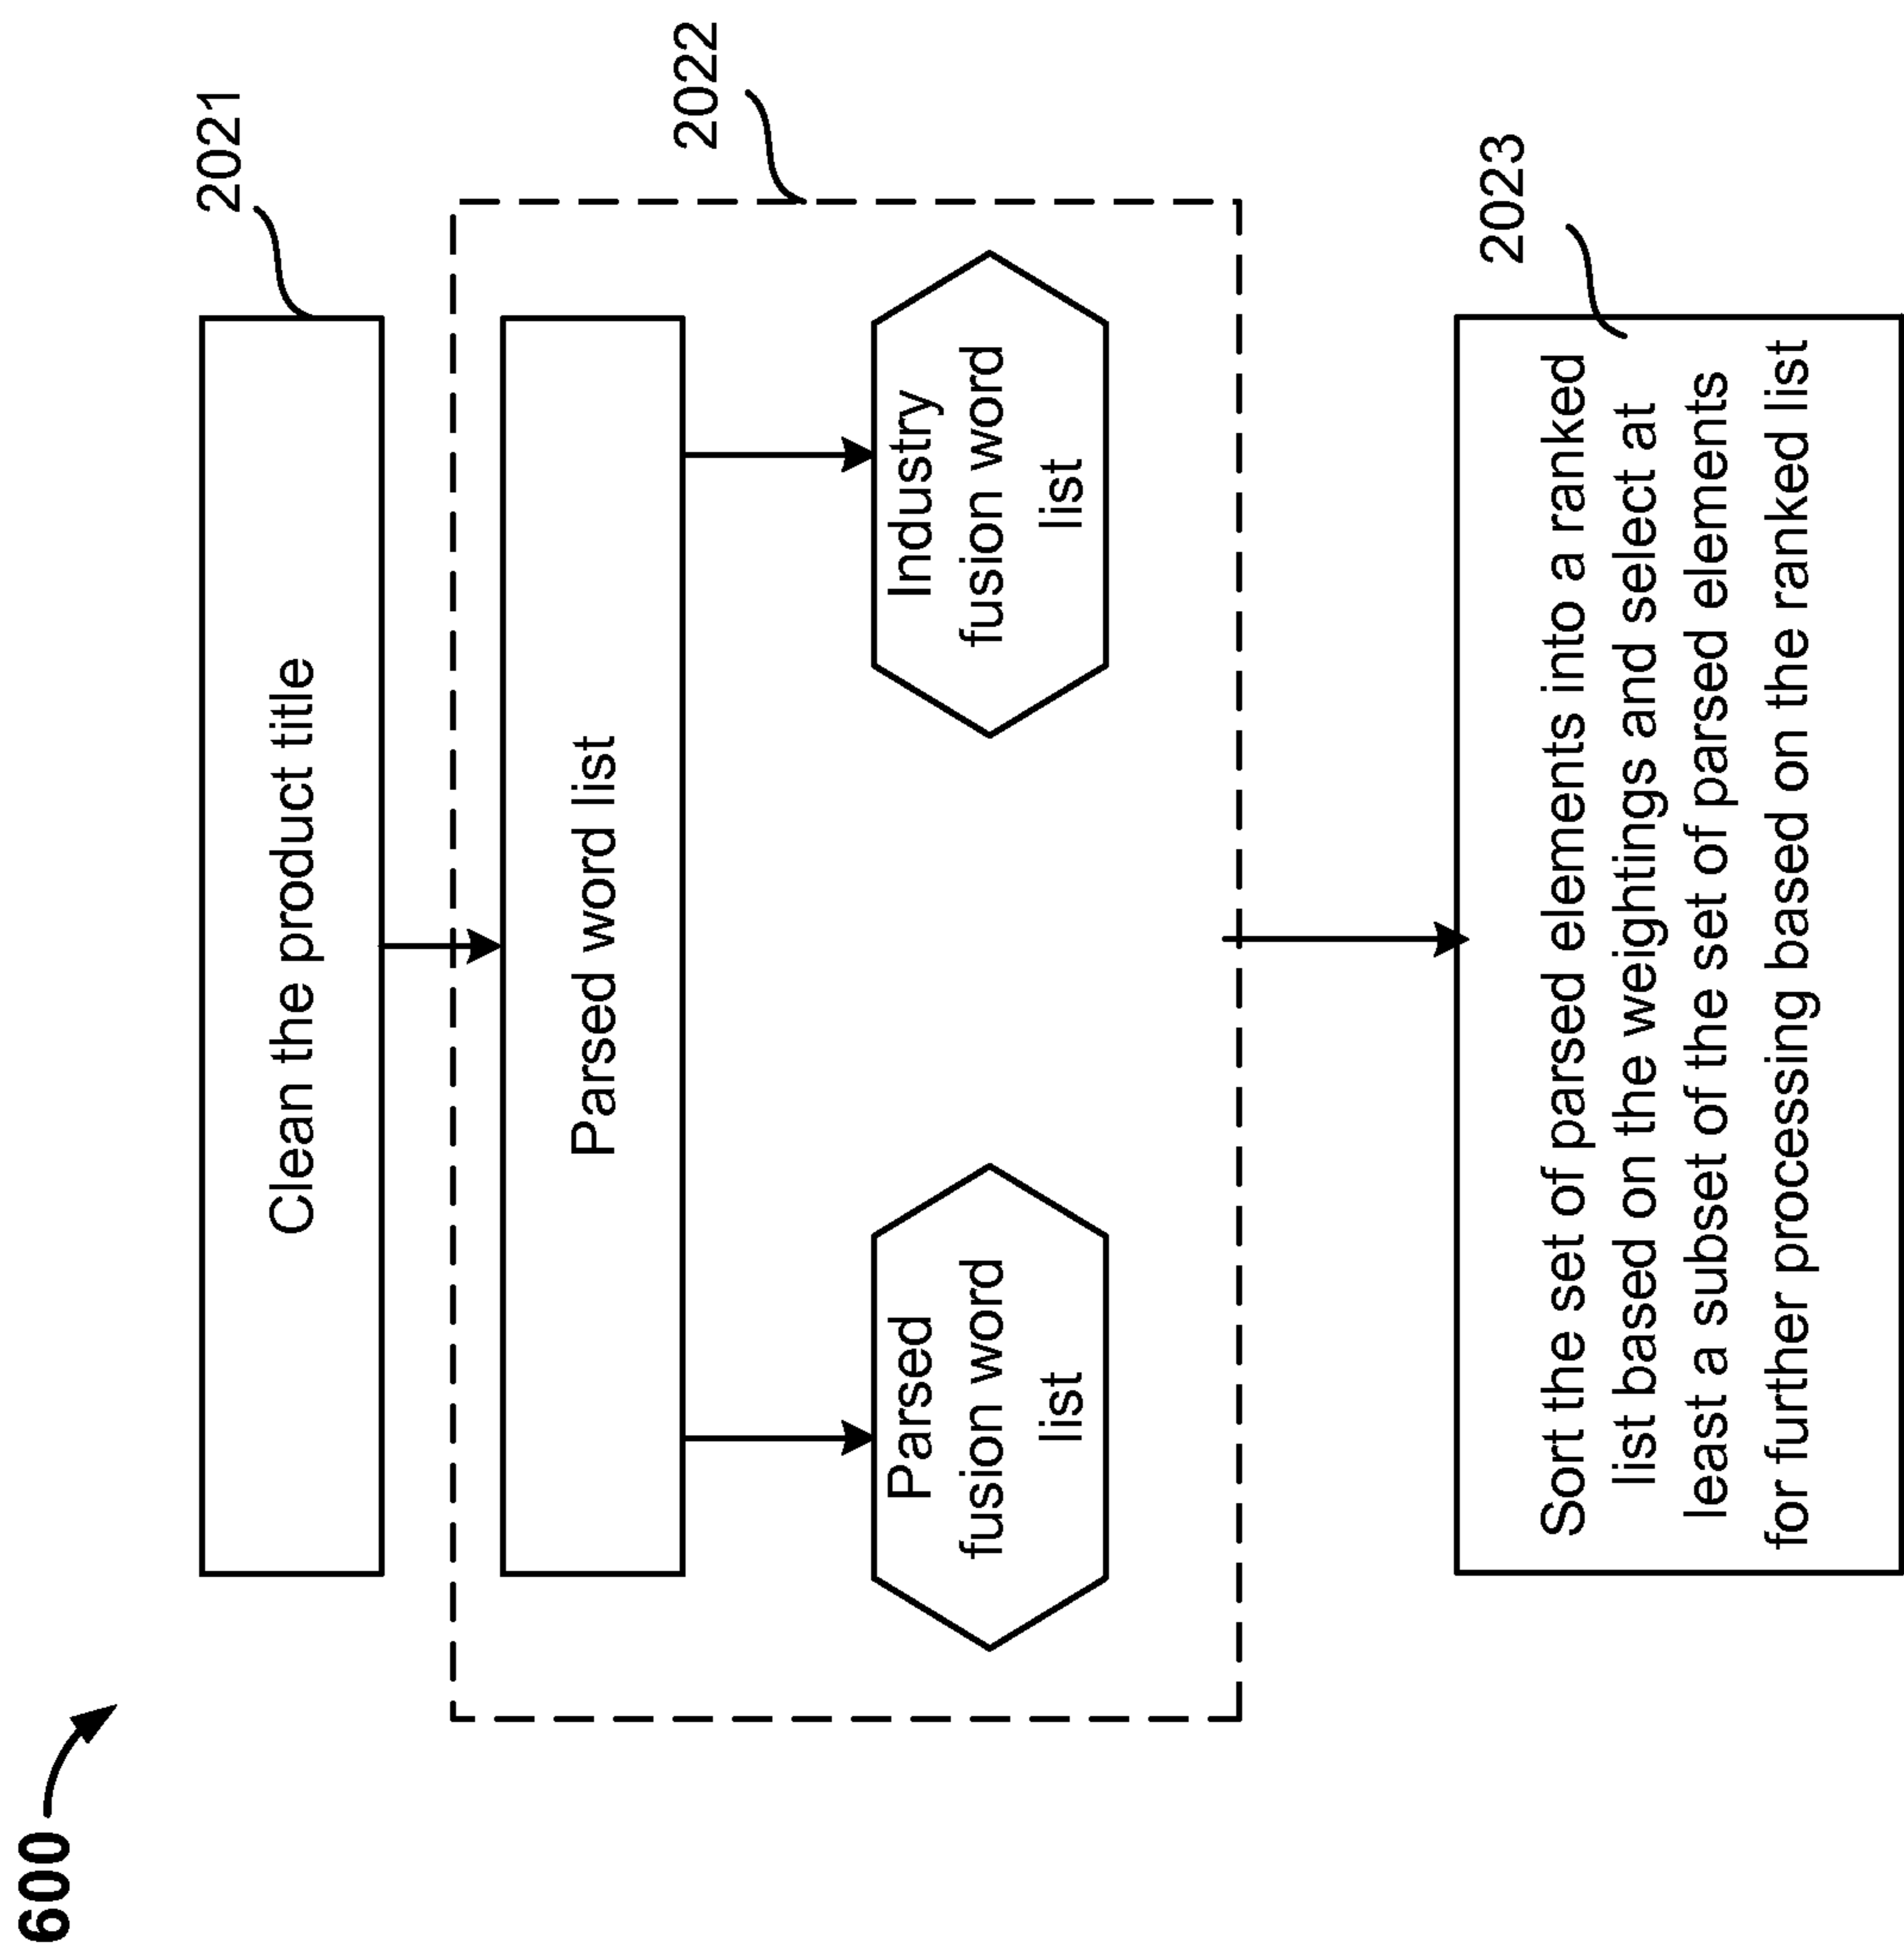 600
Clean the product title
2021
2022
Parsed word list
Parsed
fusion word
list
Industry
fusion word
list
2023
Sort the set of parsed elements into a ranked
list based on the weightings and select at
least a subset of the set of parsed elements
for further processing based on the ranked list